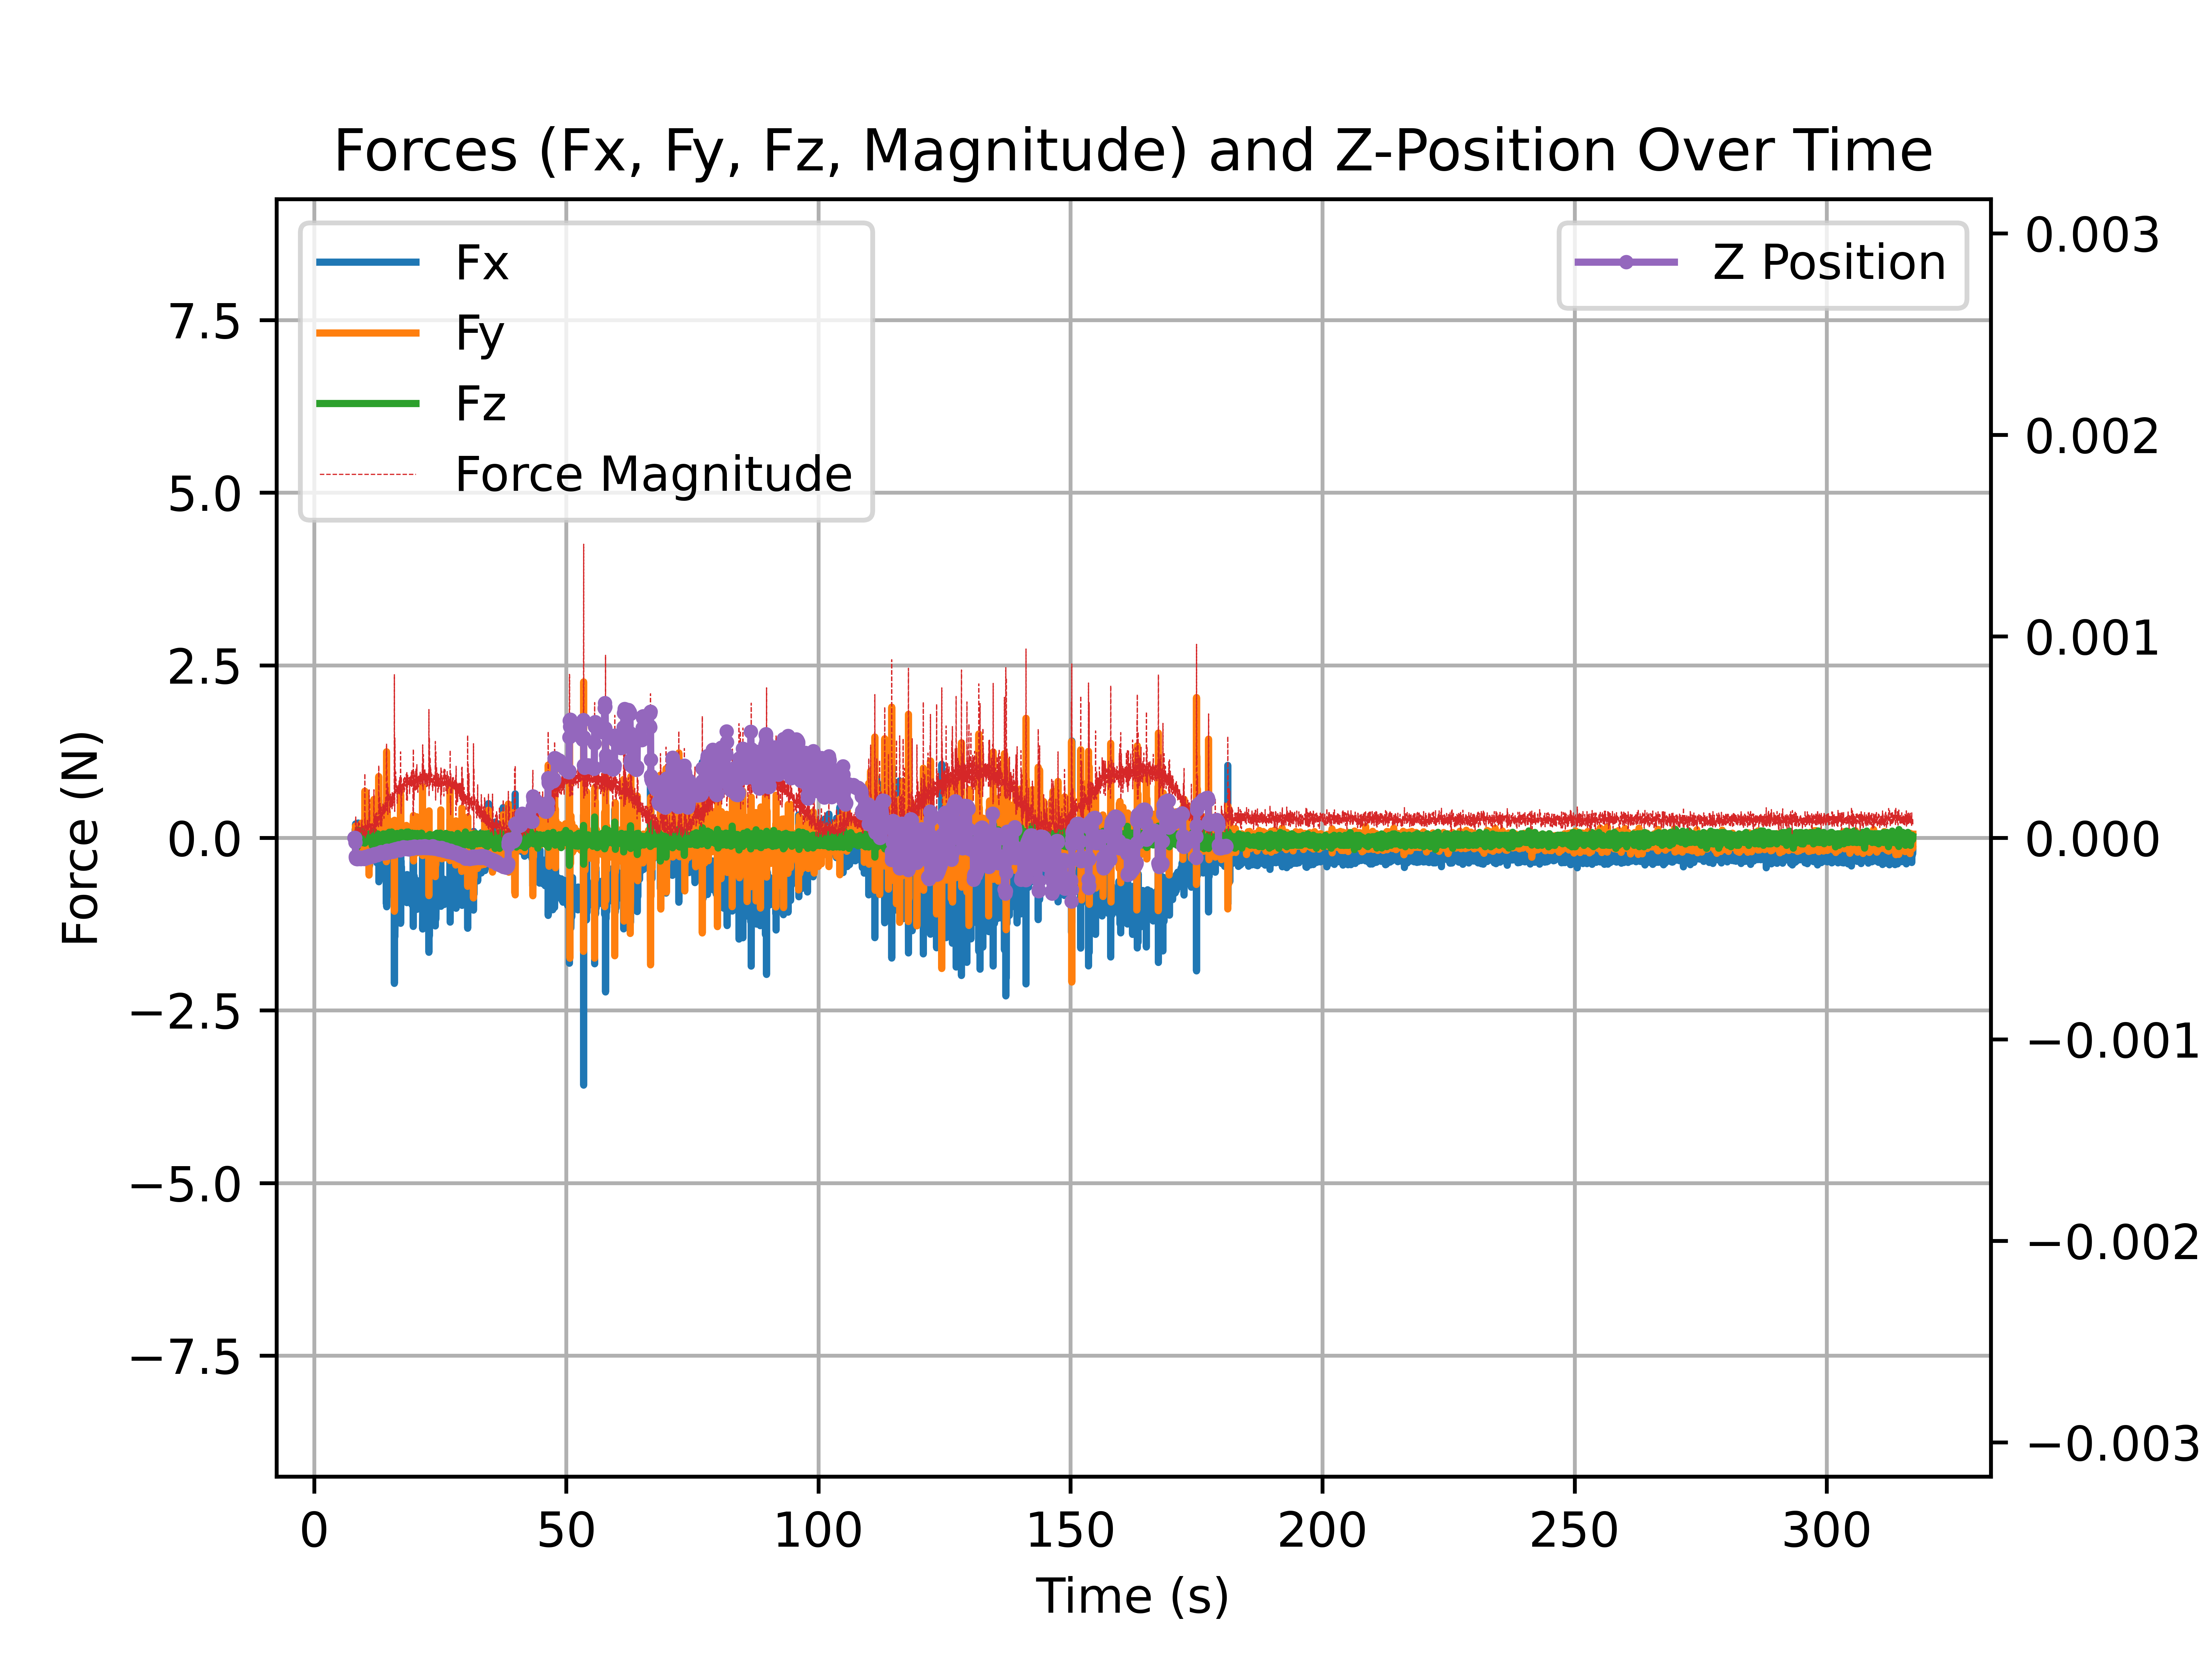 Forces (Fx, Fy, Fz, Magnitude) and Z-Position Over Time
Fx
Fy
Fz
Force Magnitude
Z Position
Force (N)
7.5
5.0
2.5
0.0
−2.5
−5.0
−7.5
0.003
0.002
0.001
0.000
−0.001
−0.002
−0.003
0 50 100 150 200 250 300
Time (s)